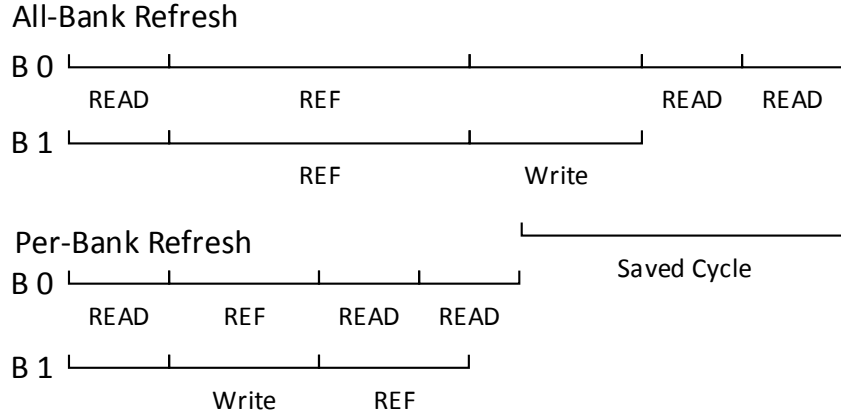 All-Bank Refresh
B 0
READ REF READ READ
B 1
REF Write
Per-Bank Refresh
Saved Cycle
B 0
READ REF READ READ
B 1
Write REF